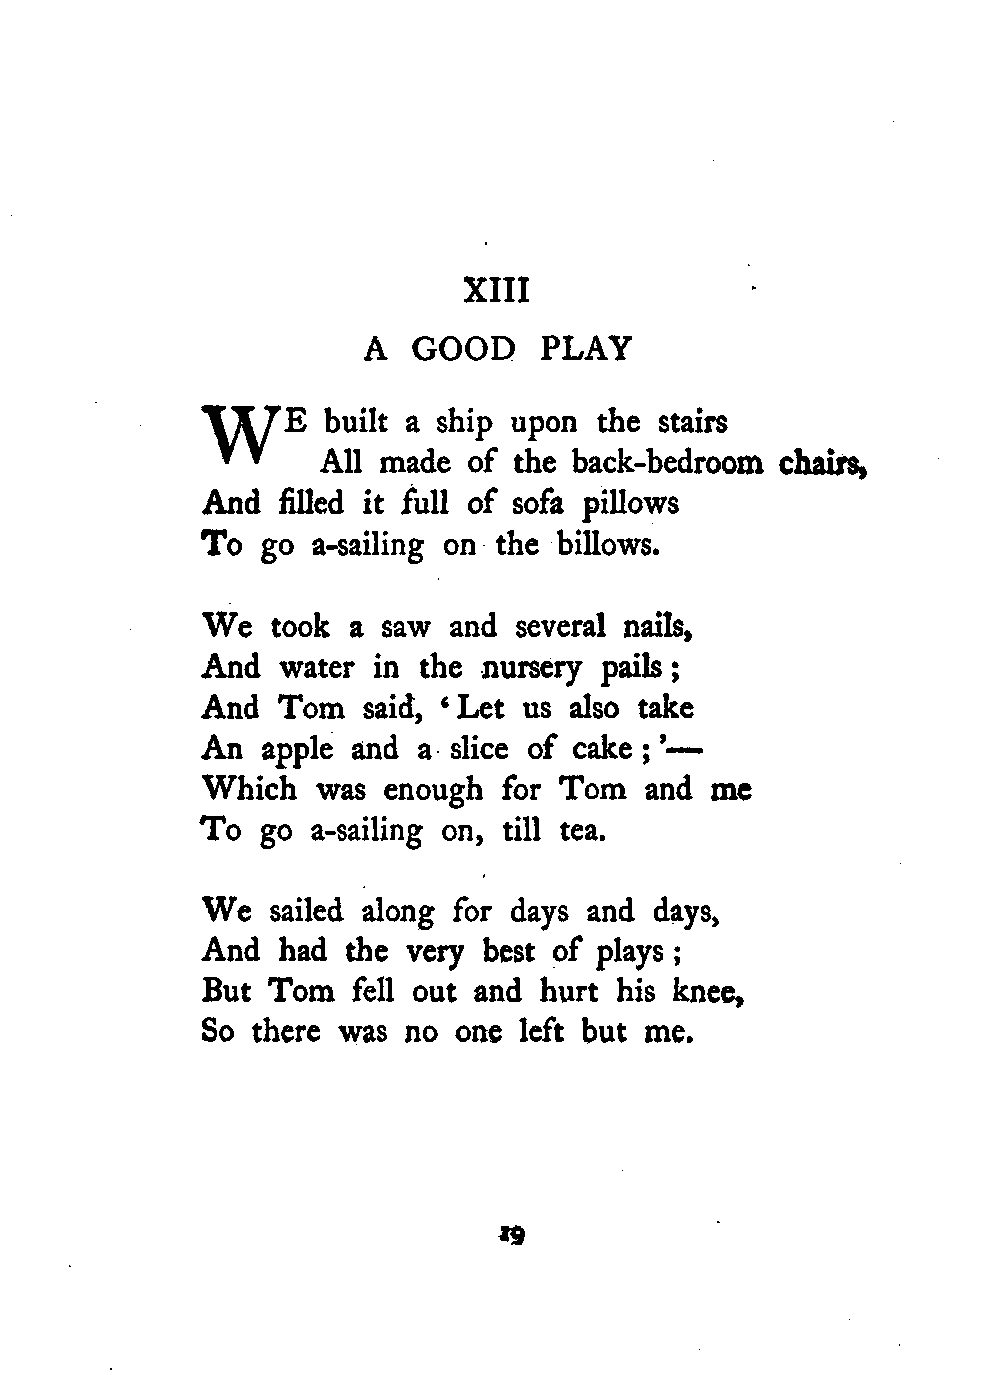 XIII
A GOOD PLAY
WE built a ship upon the stairs
All made of the back-bedroom chairs,
And filled it full of sofa pillows
To go a-sailing on the billows.
We took a saw and several nails,
And water in the nursery pails ;
And Tom said, ‘ Let us also take
An apple and a slice of cake ; ’—
Which was enough for Tom and me
To go a-sailing on, till tea.
We sailed along for days and days,
And had the very best of plays ;
But Tom fell out and hurt his knee,
So there was no one left but me.
19